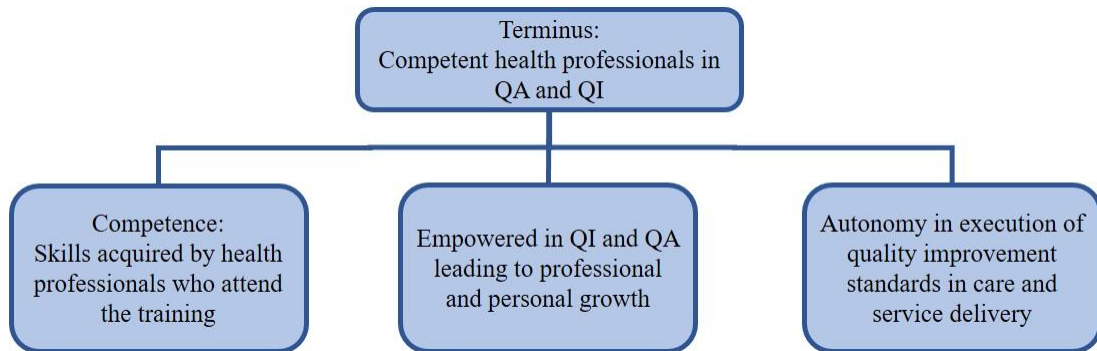 Terminus:
Competent health professionals in
QA and QI
Competence:
Skills acquired by health
professionals who attend
the training
Empowered in QI and QA
leading to professional
and personal growth
Autonomy in execution of
quality improvement
standards in care and
service delivery